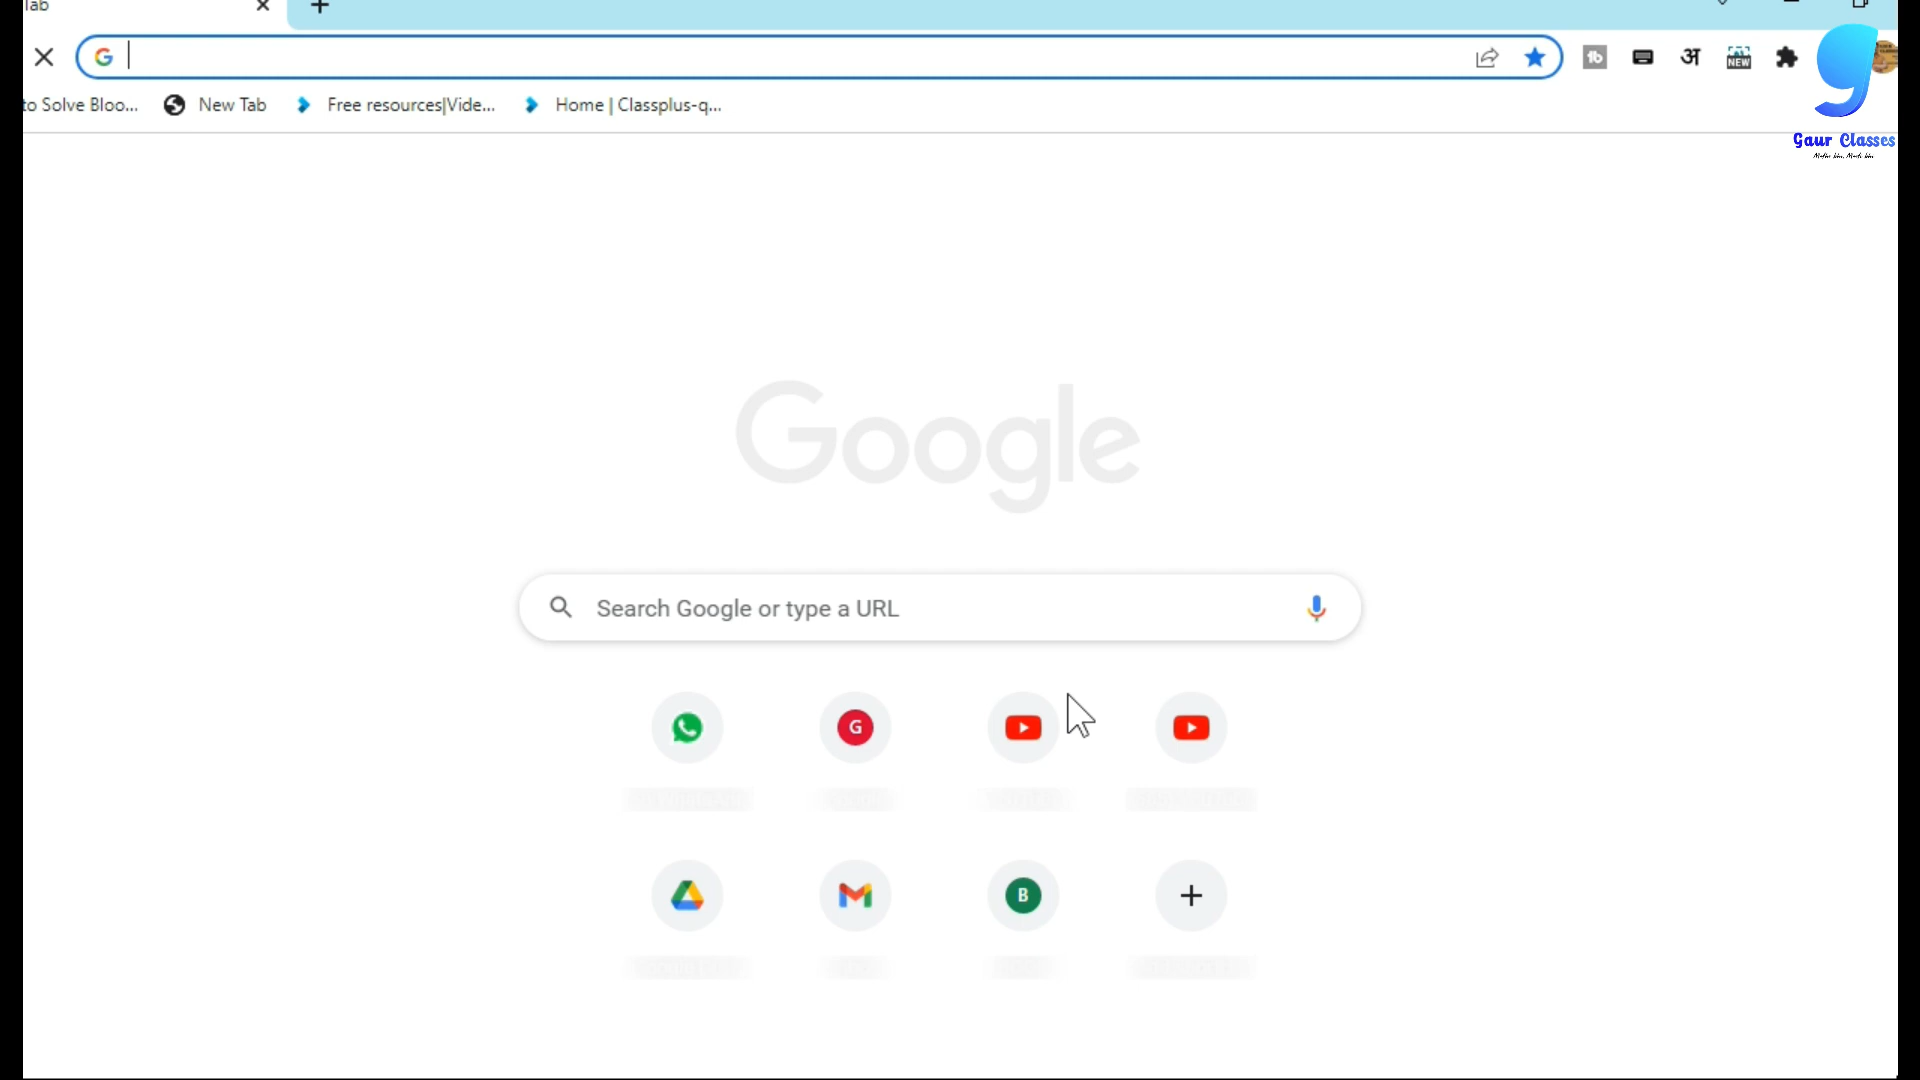 Tab
to Solve Bloo...
New Tab
Free resources|Vide...
Home | Classplus-q...
अ
NEW
Gaur Classes
Google
Search Google or type a URL
G
B